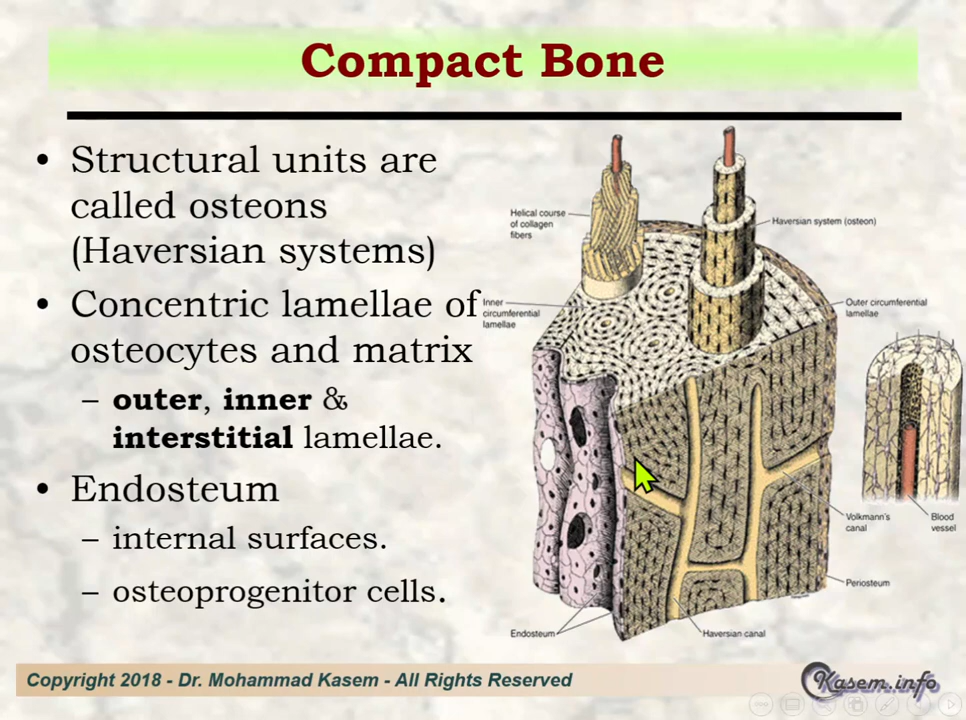 Compact Bone
• Structural units are
called osteons
(Haversian systems)
• Concentric lamellae of
osteocytes and matrix
– outer, inner &
interstitial lamellae.
• Endosteum
– internal surfaces.
– osteoprogenitor cells.
Helical course
of collagen
fibers
Haversian system (osteon)
Inner
circumferential
lamellae
Outer circumferential
lamellae
Volkmann's
canal
Blood
vessel
Periosteum
Endosteum
Haversian canal
Copyright 2018 - Dr. Mohammad Kasem - All Rights Reserved
Kasem.info